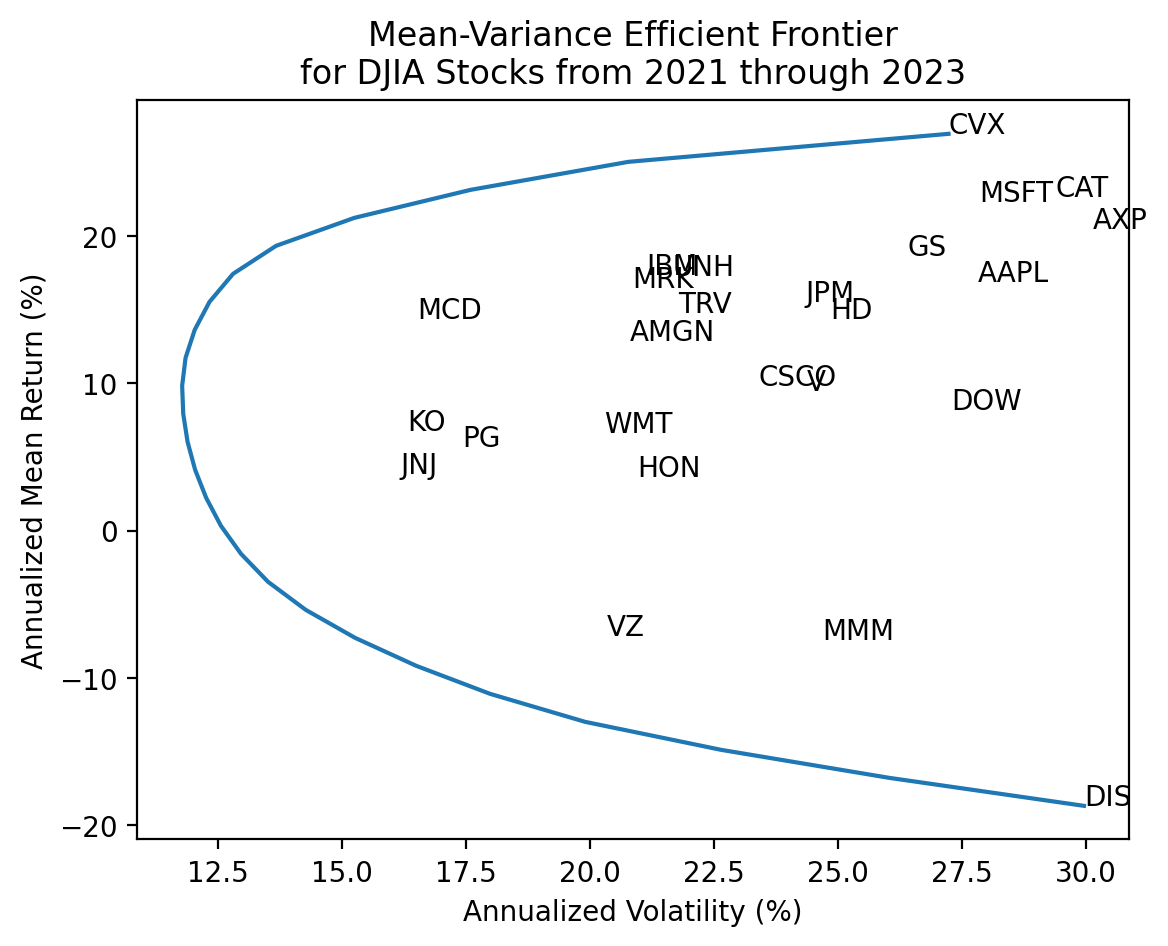 Mean-Variance Efficient Frontier
for DJIA Stocks from 2021 through 2023
Annualized Mean Return (%)
20
10
0
−10
−20
CVX
MSFT
CAT
AXP
GS
IBM
UNH
MRK
AAPL
JPM
TRV
MCD
HD
AMGN
CSCO
V
DOW
KO
WMT
PG
JNJ
HON
VZ
MMM
DIS
12.5 15.0 17.5 20.0 22.5 25.0 27.5 30.0
Annualized Volatility (%)